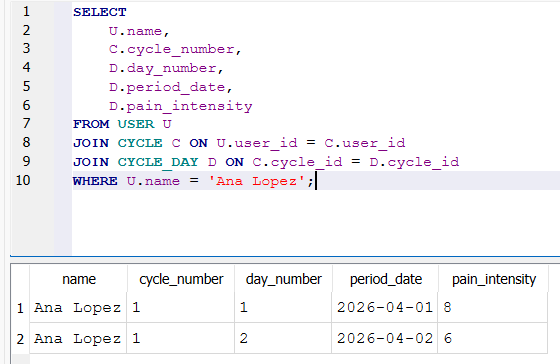 1 SELECT
2 U.name,
3 C.cycle_number,
4 D.day_number,
5 D.period_date,
6 D.pain_intensity
7 FROM USER U
8 JOIN CYCLE C ON U.user_id = C.user_id
9 JOIN CYCLE_DAY D ON C.cycle_id = D.cycle_id
10 WHERE U.name = 'Ana Lopez';
name cycle_number day_number period_date pain_intensity
1 Ana Lopez 1 1 2026-04-01 8
2 Ana Lopez 1 2 2026-04-02 6